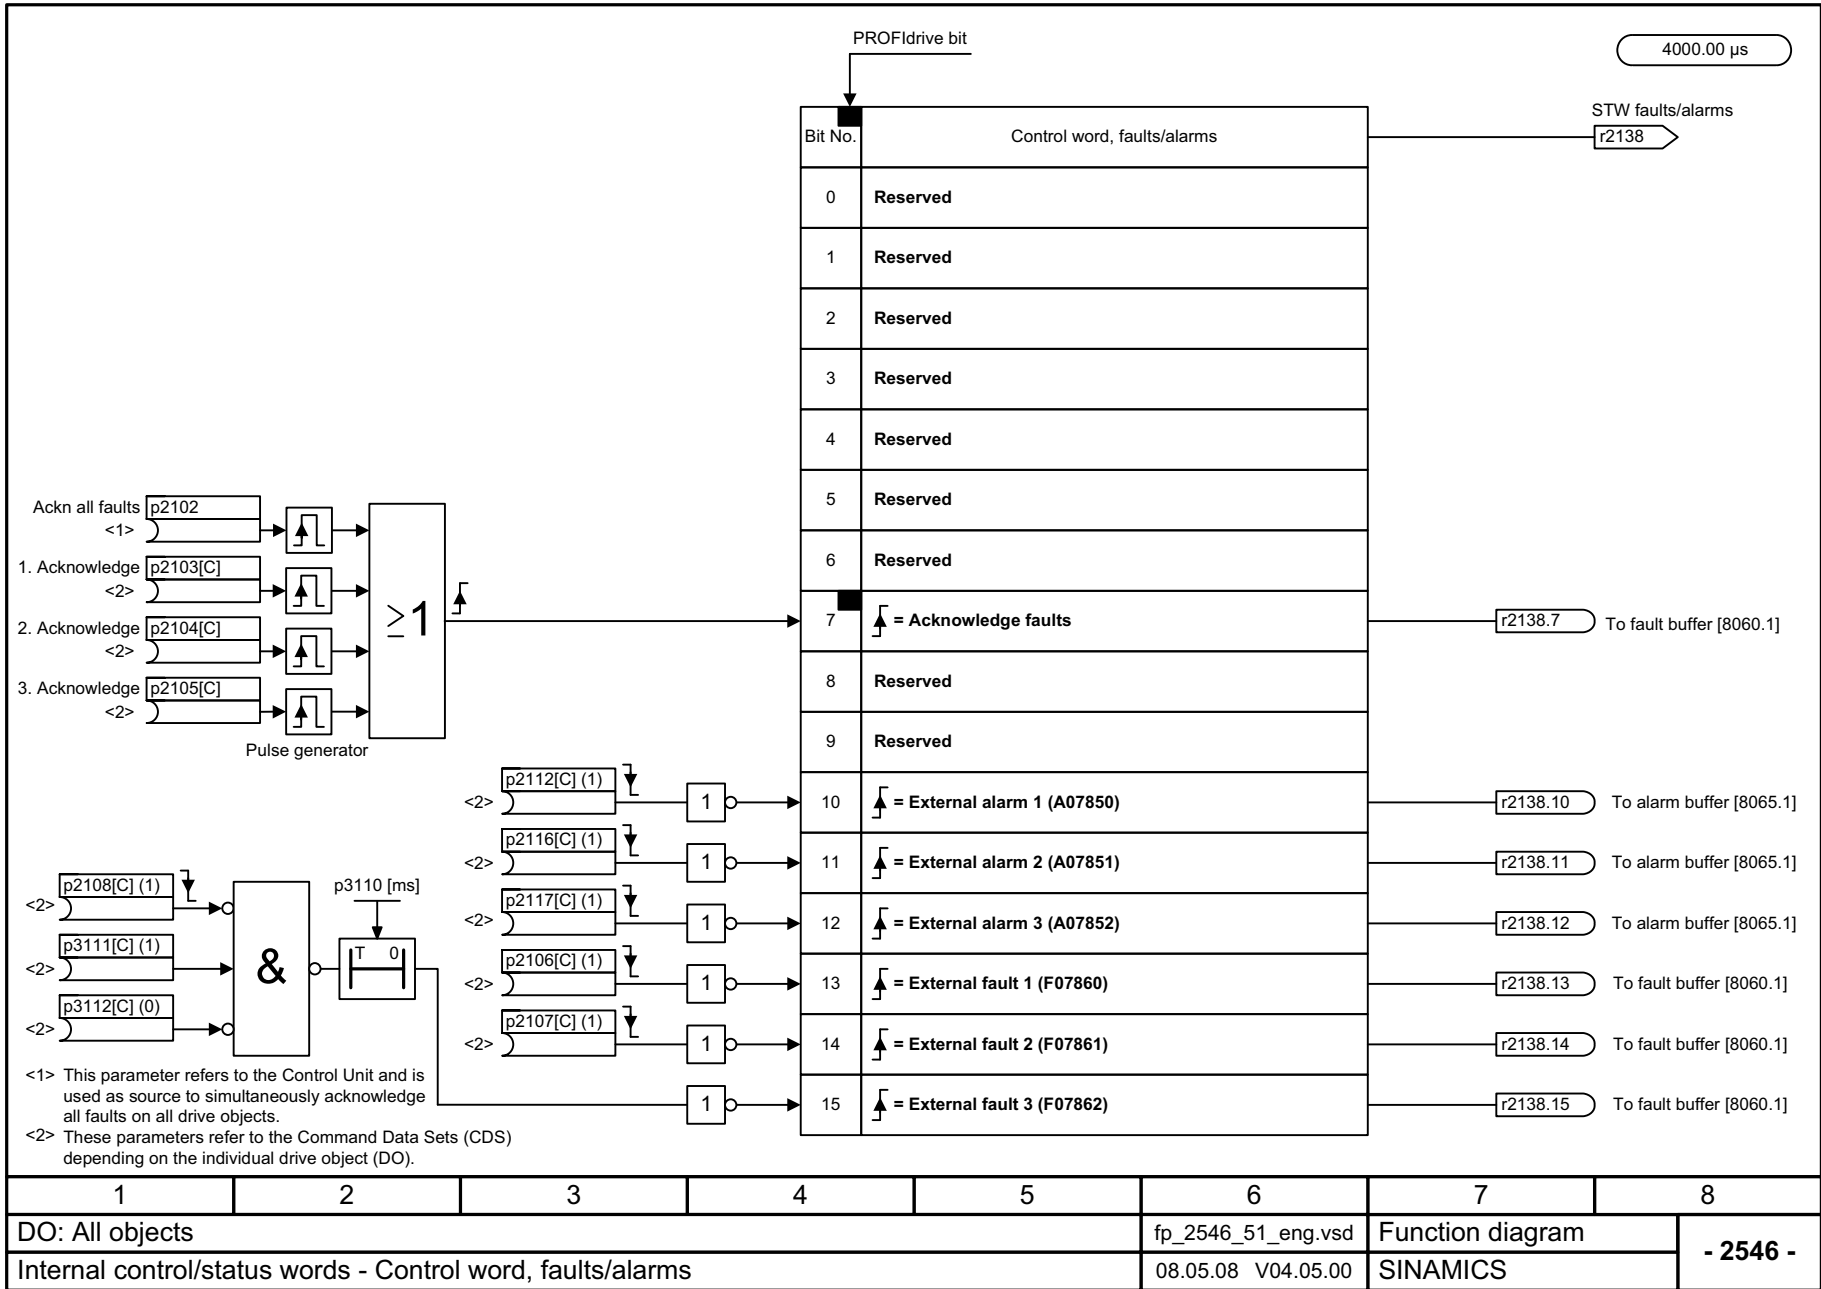 PROFIdrive bit
4000.00 µs
STW faults/alarms
r2138
Bit No.
Control word, faults/alarms
0 Reserved
1 Reserved
2 Reserved
3 Reserved
4 Reserved
5 Reserved
6 Reserved
7 = Acknowledge faults
8 Reserved
9 Reserved
10 = External alarm 1 (A07850)
11 = External alarm 2 (A07851)
12 = External alarm 3 (A07852)
13 = External fault 1 (F07860)
14 = External fault 2 (F07861)
15 = External fault 3 (F07862)
Ackn all faults p2102
<1>
1. Acknowledge p2103[C]
<2>
2. Acknowledge p2104[C]
<2>
3. Acknowledge p2105[C]
<2>
≥1
Pulse generator
r2138.7 To fault buffer [8060.1]
p2112[C] (1)
<2> 1
r2138.10 To alarm buffer [8065.1]
p2116[C] (1)
<2> 1
r2138.11 To alarm buffer [8065.1]
p2117[C] (1)
<2> 1
r2138.12 To alarm buffer [8065.1]
p2106[C] (1)
<2> 1
r2138.13 To fault buffer [8060.1]
p2107[C] (1)
<2> 1
r2138.14 To fault buffer [8060.1]
1
r2138.15 To fault buffer [8060.1]
p2108[C] (1)
<2>
p3111[C] (1)
<2>
p3112[C] (0)
<2>
&
p3110 [ms]
T 0
<1> This parameter refers to the Control Unit and is
used as source to simultaneously acknowledge
all faults on all drive objects.
<2> These parameters refer to the Command Data Sets (CDS)
depending on the individual drive object (DO).
1 2 3 4 5 6 7 8
DO: All objects
fp_2546_51_eng.vsd
Function diagram
- 2546 -
Internal control/status words - Control word, faults/alarms
08.05.08 V04.05.00
SINAMICS